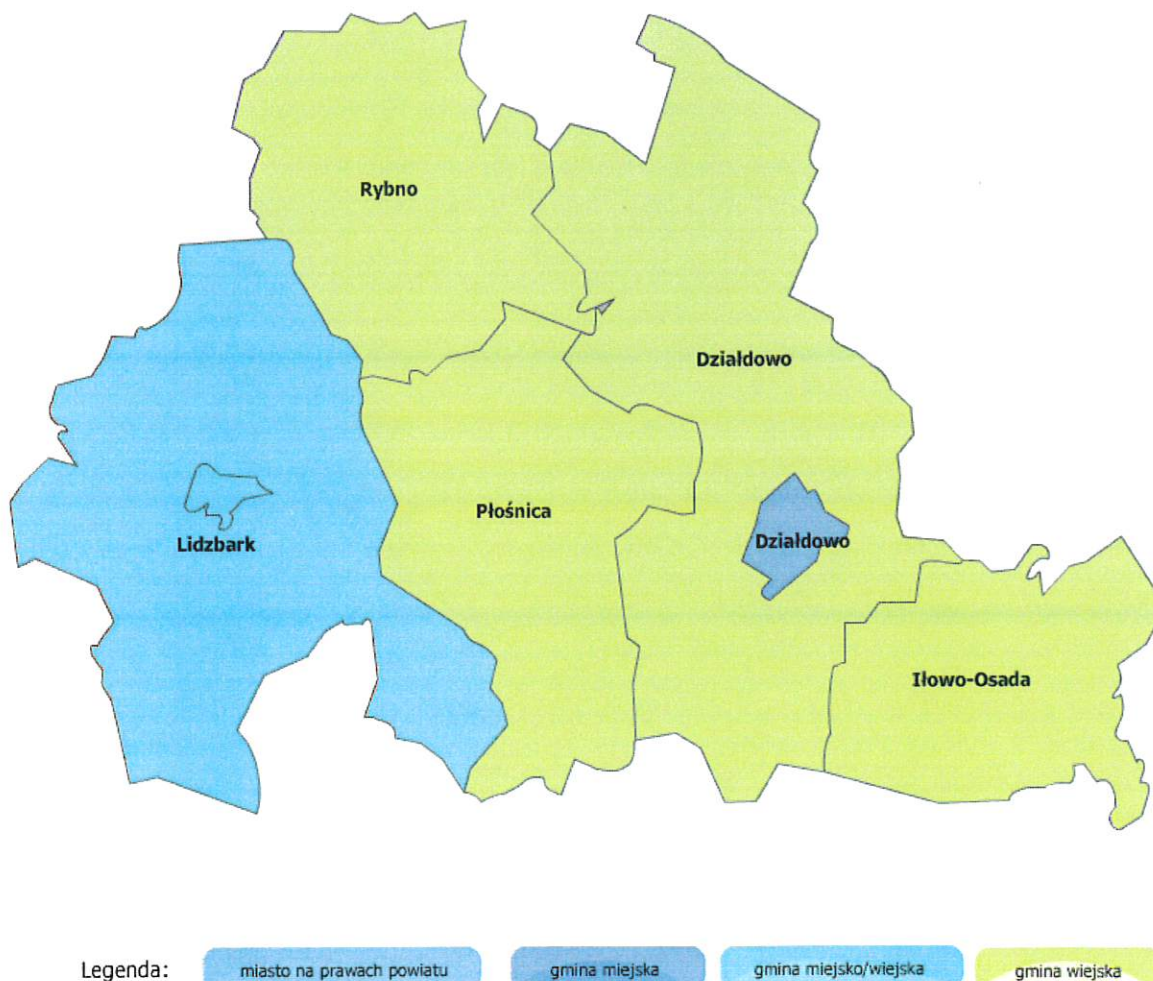 Rybno
Działdowo
Płośnica
Działdowo
Lidzbark
Iłowo-Osada
Legenda:
miasto na prawach powiatu
gmina miejska
gmina miejsko/wiejska
gmina wiejska